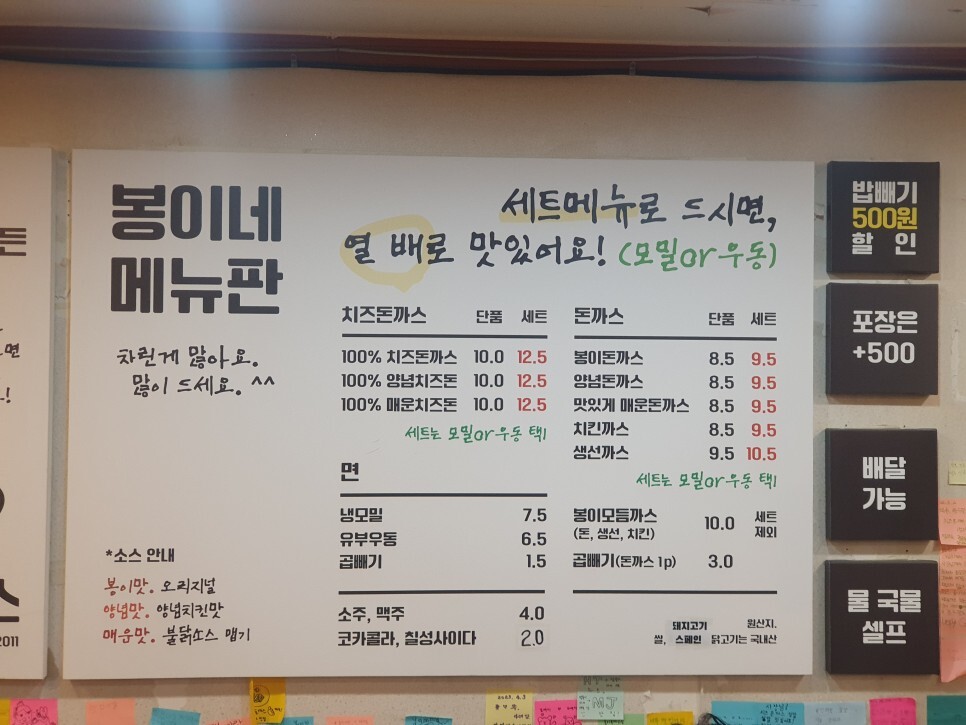 봉이네
메뉴판
차린게 많아요.
많이 드세요. ^^
*소스 안내
봉이맛. 오리지널
양념맛. 양념치킨맛
매운맛. 불닭소스 맵기
세트메뉴로 드시면,
열 배로 맛있어요! (모밀or우동)
치즈돈까스 단품 세트
100% 치즈돈까스 10.0 12.5
100% 양념치즈돈 10.0 12.5
100% 매운치즈돈 10.0 12.5
세트는 모밀or우동 택1
면
냉모밀 7.5
유부우동 6.5
곱빼기 1.5
소주, 맥주 4.0
코카콜라, 칠성사이다 2.0
돈까스 단품 세트
봉이돈까스 8.5 9.5
양념돈까스 8.5 9.5
맛있게 매운돈까스 8.5 9.5
치킨까스 8.5 9.5
생선까스 9.5 10.5
세트는 모밀or우동 택1
봉이모듬까스 10.0 세트
(돈, 생선, 치킨) 제외
곱빼기(돈까스 1p) 3.0
돼지고기 원산지.
쌀, 스페인 닭고기는 국내산
밥빼기
500원
할 인
포장은
+500
배달
가능
물 국물
셀프
든
면
2011